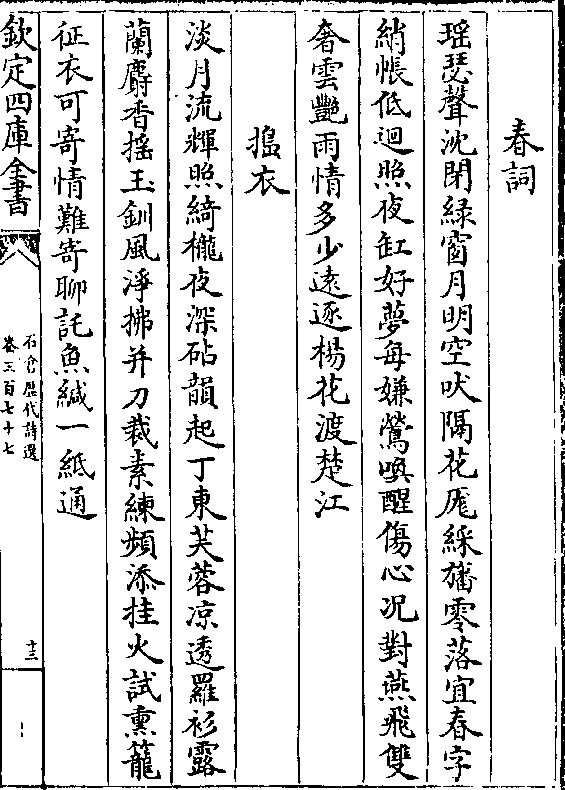 春詞
瑶瑟聲沈閉緑窗月明空吠隔花厖綵旛零落宜春字
綃帳低迴照夜缸好夢每嫌鶯喚醒傷心况對燕飛雙
奢雲艷雨情多少遠逐楊花渡楚江
搗衣
淡月流輝照綺櫳夜深砧韻起丁東芙蓉凉透羅衫露
蘭麝香摇玉釧風淨拂并刀裁素練頻添挂火試熏籠
征衣可寄情難寄聊託魚緘一紙通
欽定四庫全書
石倉歷代詩選
卷三百七十七
十三